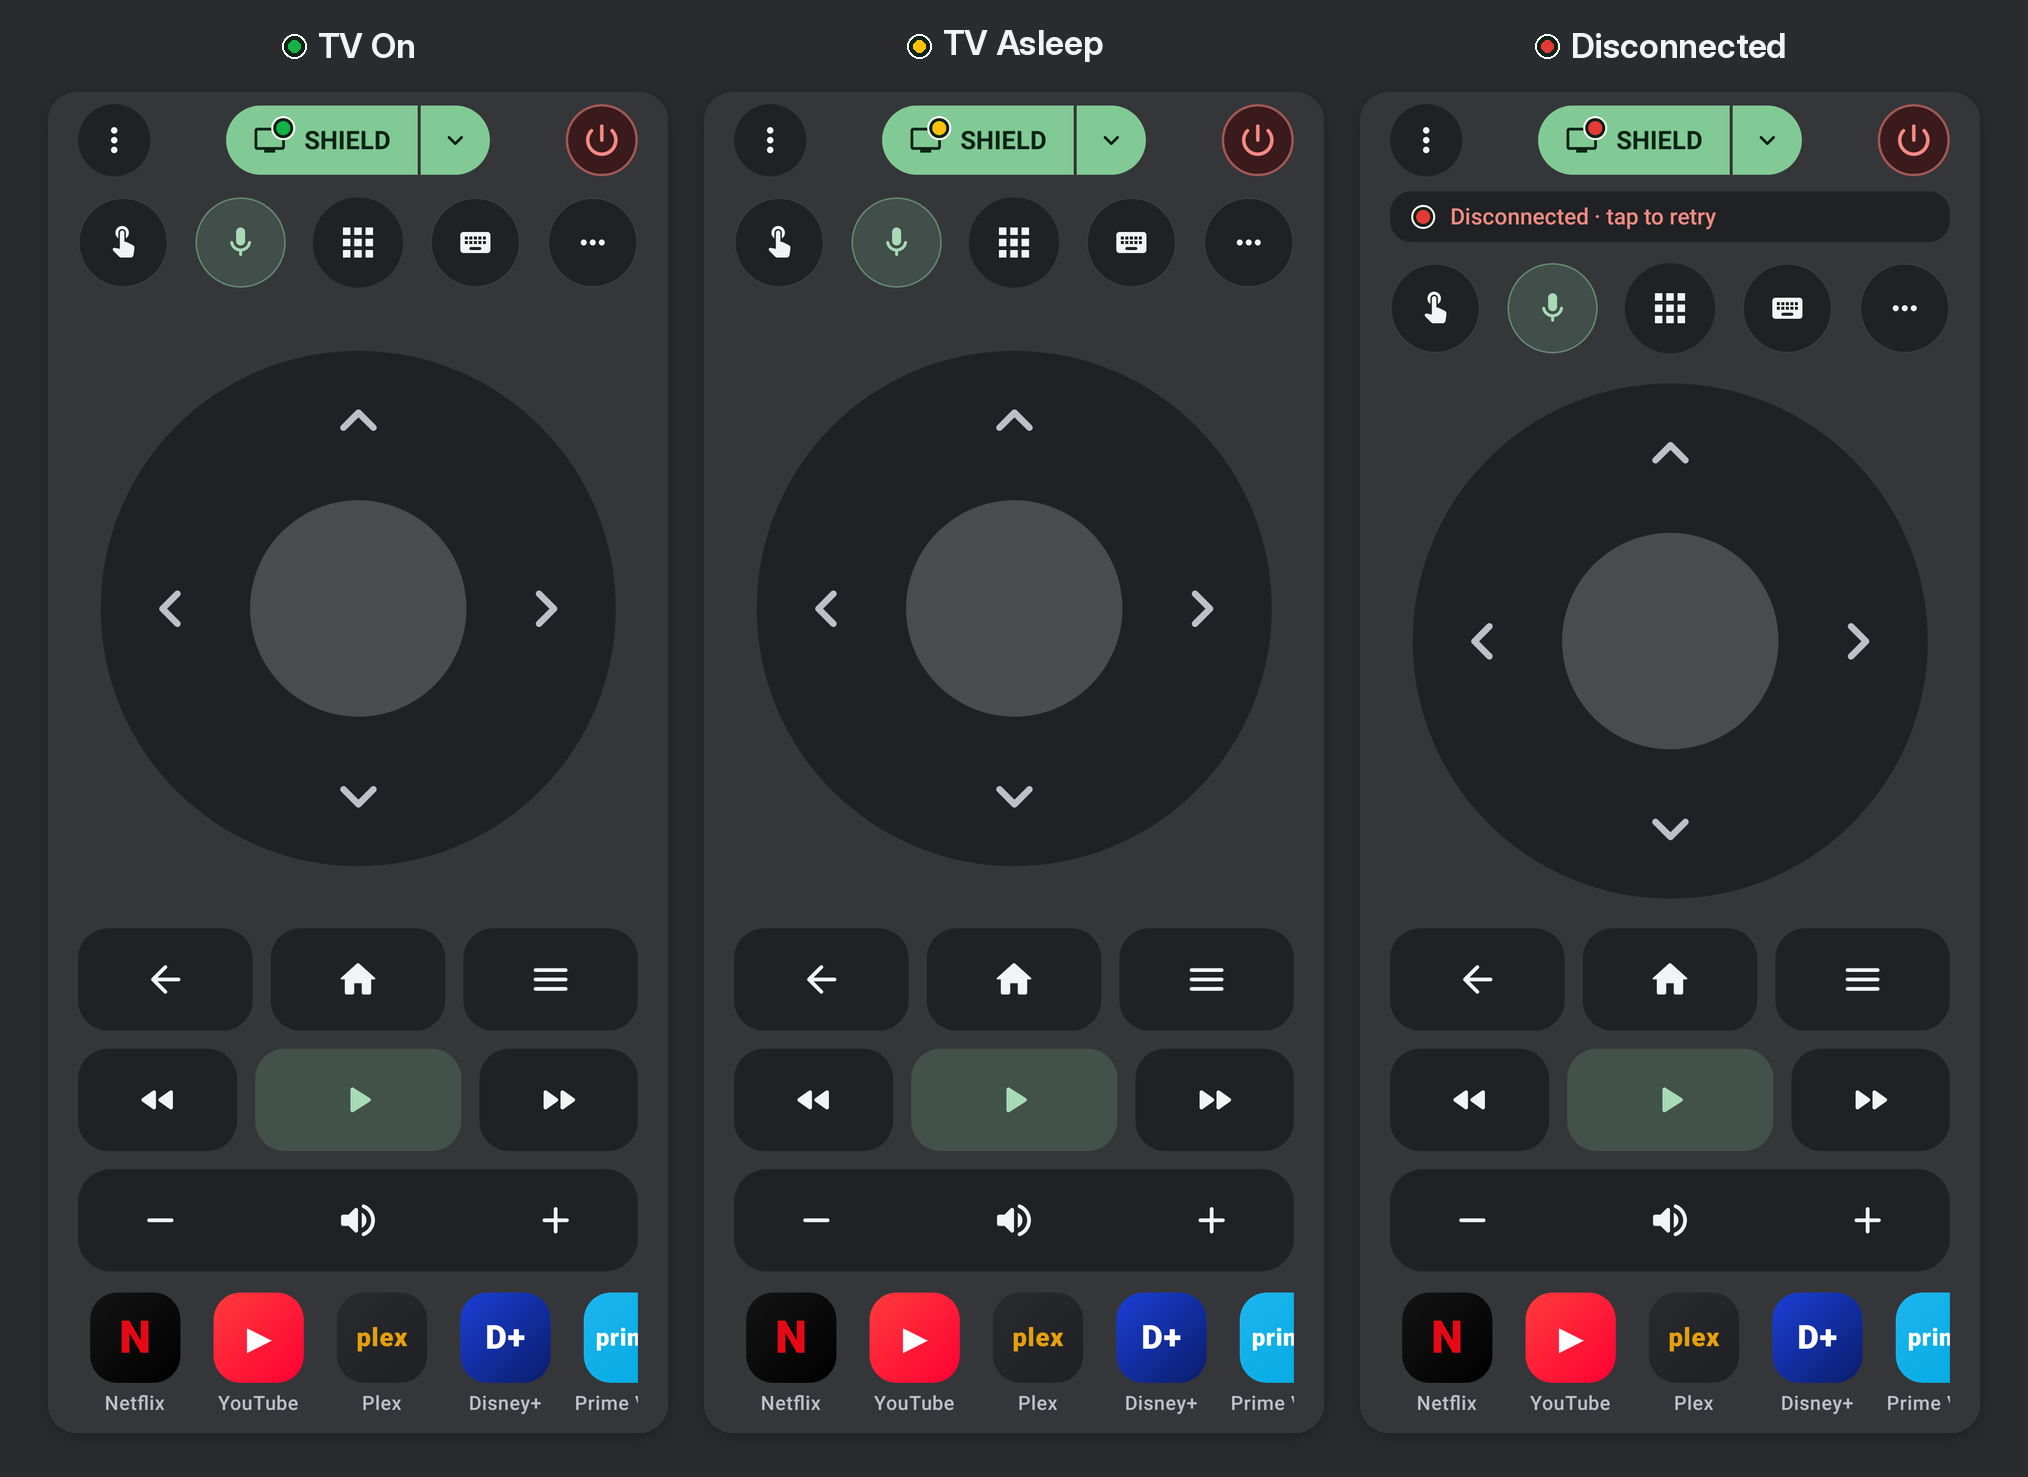 TV On
TV Asleep
Disconnected
SHIELD
SHIELD
SHIELD
Disconnected · tap to retry
N
plex
D+
prin
Netflix
YouTube
Plex
Disney+
Prime
N
plex
D+
prin
Netflix
YouTube
Plex
Disney+
Prime
N
plex
D+
prin
Netflix
YouTube
Plex
Disney+
Prime